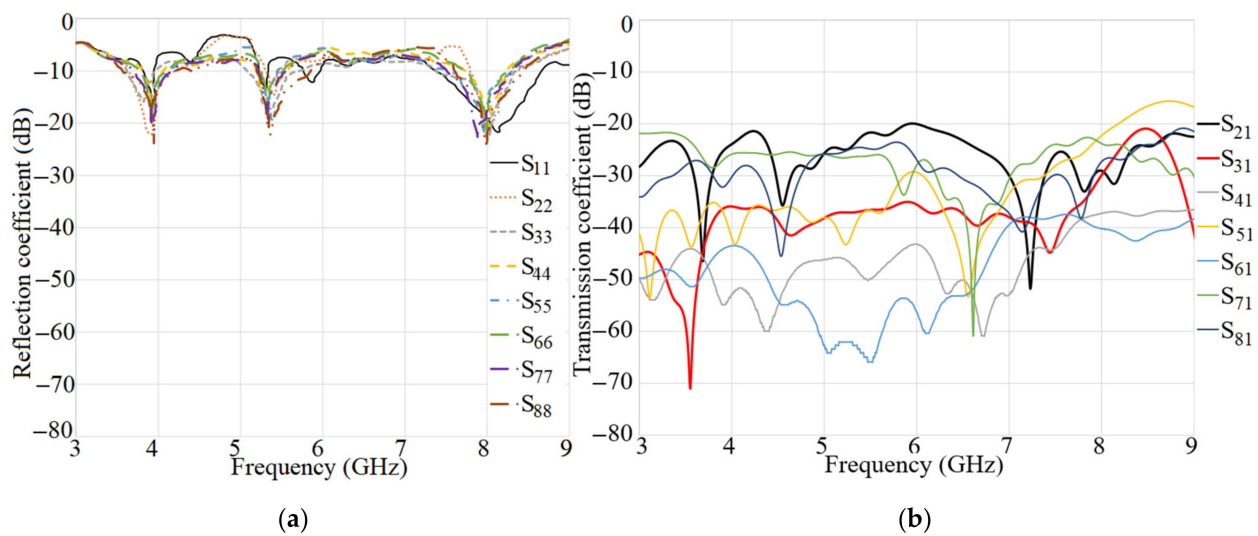 Reflection coefficient (dB)
0
−10
−20
−30
−40
−50
−60
−70
−80
3 4 5 6 7 8 9
Frequency (GHz)
S11
S22
S33
S44
S55
S66
S77
S88
(a)
Transmission coefficient (dB)
0
−10
−20
−30
−40
−50
−60
−70
−80
3 4 5 6 7 8 9
Frequency (GHz)
S21
S31
S41
S51
S61
S71
S81
(b)